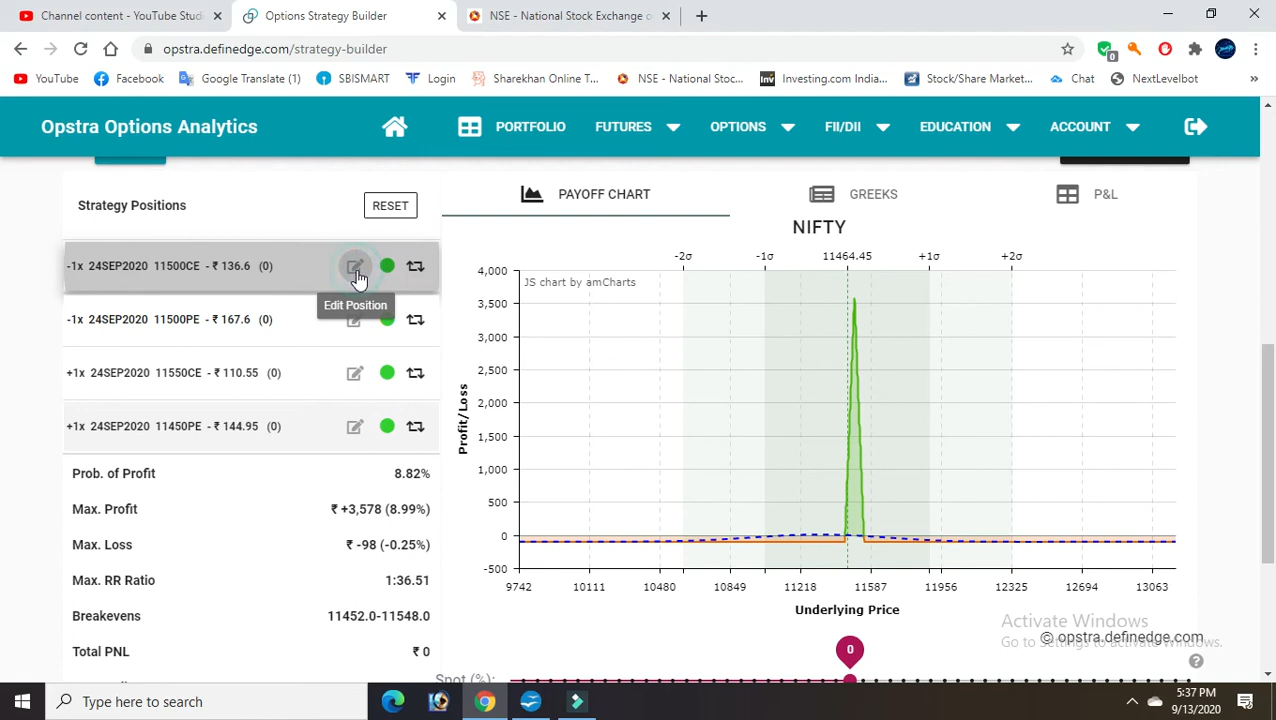 Channel content - YouTube Stud
Options Strategy Builder
NSE - National Stock Exchange o
opstra.definedge.com/strategy-builder
YouTube
Facebook
Google Translate (1)
SBISMART
Login
Sharekhan Online T...
NSE - National Stoc...
Investing.com India...
Stock/Share Market...
Chat
NextLevelbot
Opstra Options Analytics
PORTFOLIO
FUTURES
OPTIONS
FII/DII
EDUCATION
ACCOUNT
Strategy Positions
RESET
PAYOFF CHART
GREEKS
P&L
NIFTY
-1x 24SEP2020 11500CE - ₹ 136.6 (0)
Edit Position
-1x 24SEP2020 11500PE - ₹ 167.6 (0)
+1x 24SEP2020 11550CE - ₹ 110.55 (0)
+1x 24SEP2020 11450PE - ₹ 144.95 (0)
Prob. of Profit 8.82%
Max. Profit ₹ +3,578 (8.99%)
Max. Loss ₹ -98 (-0.25%)
Max. RR Ratio 1:36.51
Breakevens 11452.0-11548.0
Total PNL ₹ 0
-2σ -1σ 11464.45 +1σ +2σ
JS chart by amCharts
4,000
3,500
3,000
2,500
2,000
1,500
1,000
500
0
-500
Profit/Loss
9742 10111 10480 10849 11218 11587 11956 12325 12694 13063
Underlying Price
Activate Windows
Go to Settings to activate Windows.
© opstra.definedge.com
0
Spot (%):
Type here to search
5:37 PM
9/13/2020